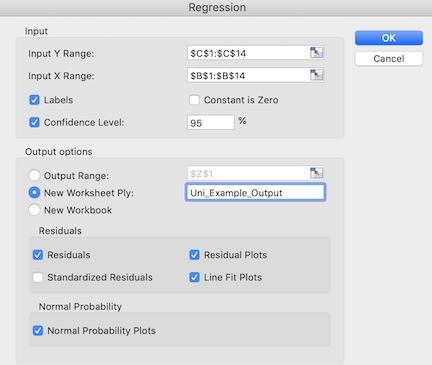 Regression
Input
OK
Input Y Range: $C$1:$C$14
Cancel
Input X Range: $B$1:$B$14
Labels Constant is Zero
Confidence Level: 95 %
Output options
Output Range: $Z$1
New Worksheet Ply: Uni_Example_Output
New Workbook
Residuals
Residuals Residual Plots
Standardized Residuals Line Fit Plots
Normal Probability
Normal Probability Plots